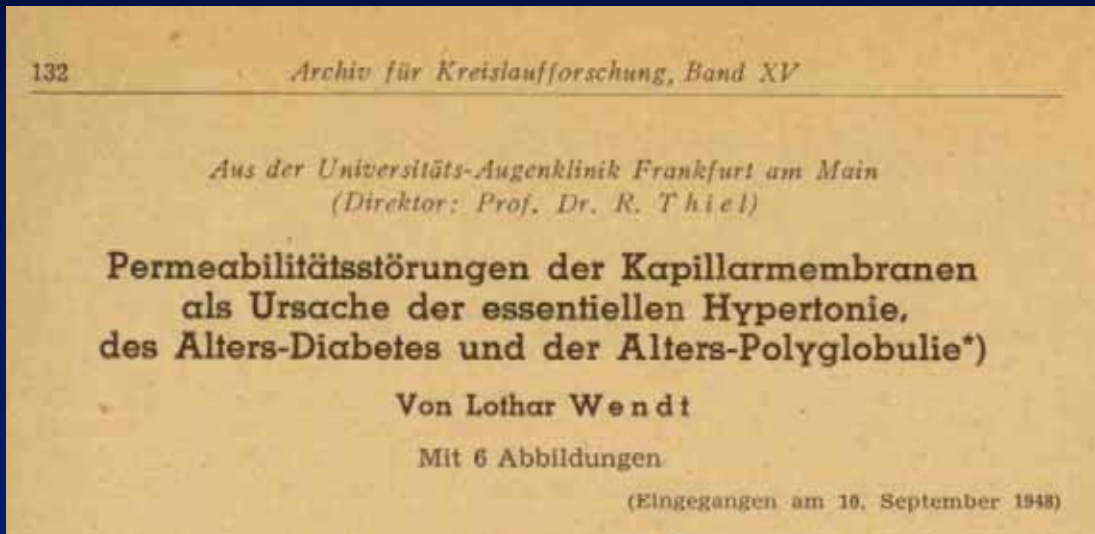 132 Archiv für Kreislaufforschung, Band XV
Aus der Universitäts-Augenklinik Frankfurt am Main
(Direktor: Prof. Dr. R. Thiel)
Permeabilitätsstörungen der Kapillarmembranen
als Ursache der essentiellen Hypertonie,
des Alters-Diabetes und der Alters-Polyglobulie*)
Von Lothar Wendt
Mit 6 Abbildungen
(Eingegangen am 10. September 1948)